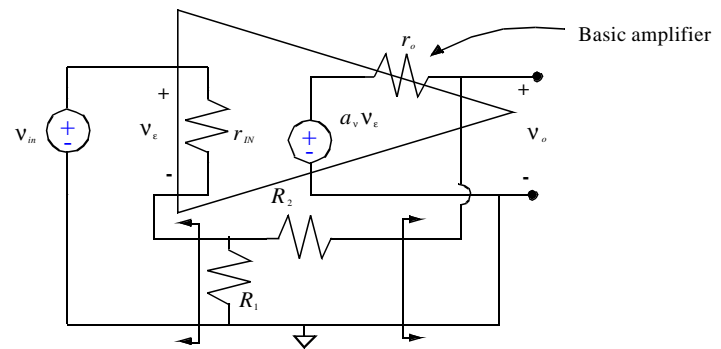 r_o
Basic amplifier
+
+
ν_in
+
-
ν_ε
r_IN
a_v ν_ε
+
-
ν_o
-
-
R_2
R_1